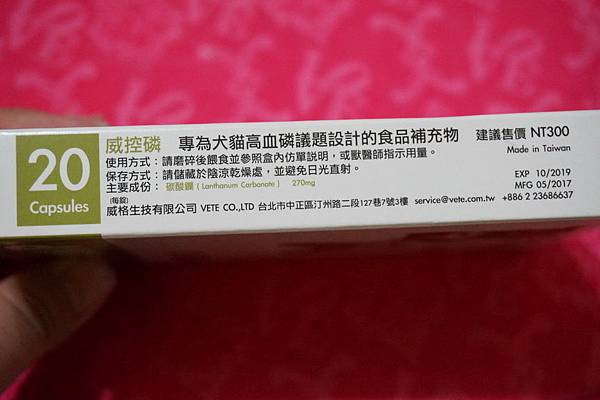 20
Capsules
威控磷 專為犬貓高血磷議題設計的食品補充物 建議售價 NT300
使用方式：請磨碎後餵食並參照盒內仿單說明，或獸醫師指示用量。
Made in Taiwan
保存方式：請儲藏於陰涼乾燥處，並避免日光直射。
EXP 10/2019
主要成份：碳酸鑭 ( Lanthanum Carbonate ) 270mg
MFG 05/2017
(每錠)
威格生技有限公司 VETE CO.,LTD 台北市中正區汀州路二段127巷7號3樓 service@vete.com.tw +886 2 23686637